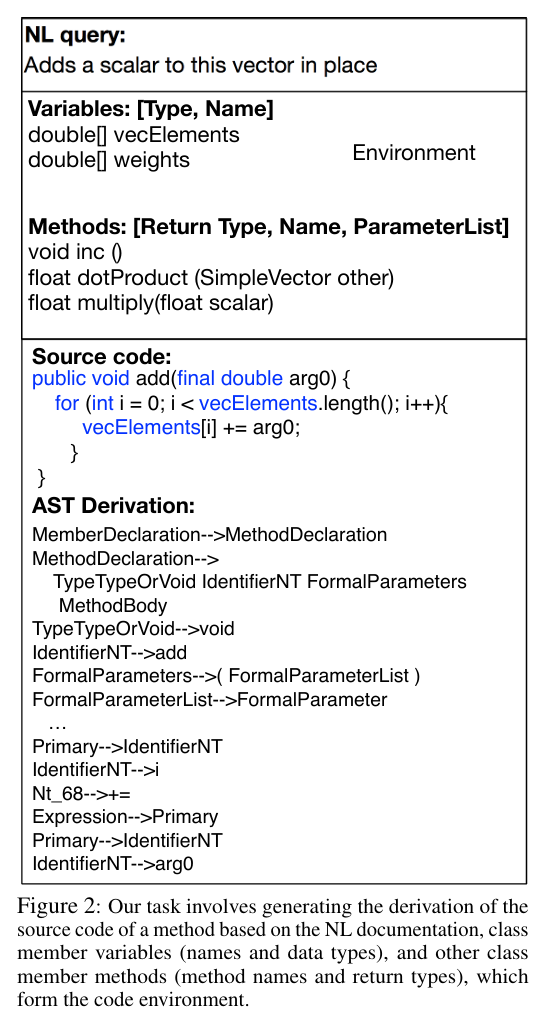 NL query:
Adds a scalar to this vector in place
Variables: [Type, Name]
double[] vecElements
double[] weights
Environment
Methods: [Return Type, Name, ParameterList]
void inc ()
float dotProduct (SimpleVector other)
float multiply(float scalar)
Source code:
public void add(final double arg0) {
for (int i = 0; i < vecElements.length(); i++){
vecElements[i] += arg0;
}
}
AST Derivation:
MemberDeclaration-->MethodDeclaration
MethodDeclaration-->
TypeTypeOrVoid IdentifierNT FormalParameters
MethodBody
TypeTypeOrVoid-->void
IdentifierNT-->add
FormalParameters-->( FormalParameterList )
FormalParameterList-->FormalParameter
…
Primary-->IdentifierNT
IdentifierNT-->i
Nt_68-->+=
Expression-->Primary
Primary-->IdentifierNT
IdentifierNT-->arg0
Figure 2: Our task involves generating the derivation of the
source code of a method based on the NL documentation, class
member variables (names and data types), and other class
member methods (method names and return types), which
form the code environment.